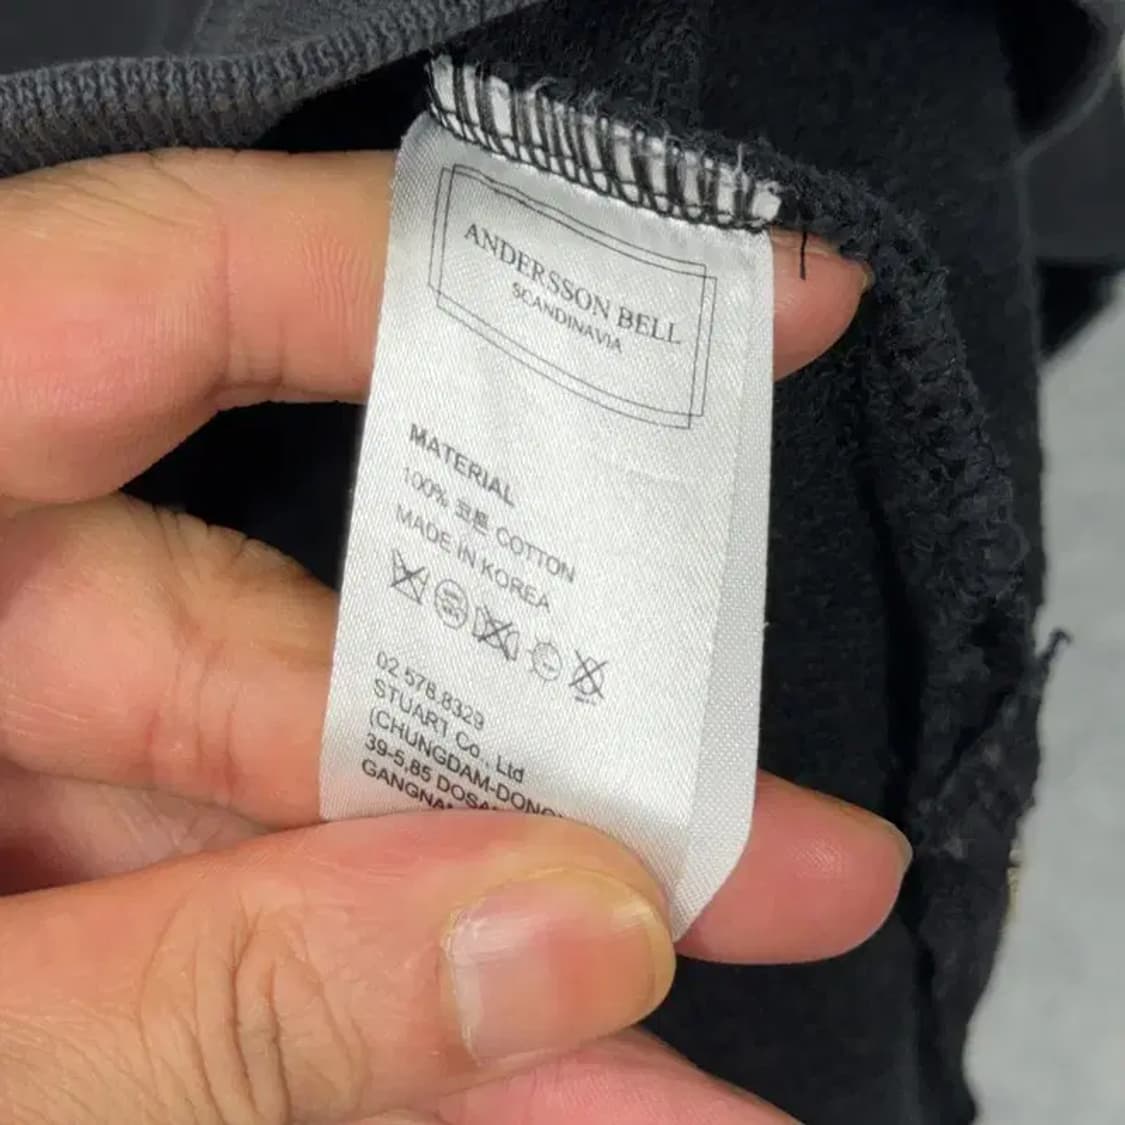 ANDERSSON BELL
SCANDINAVIA
MATERIAL
100% 코튼 COTTON
MADE IN KOREA
02 578.8329
STUART Co., Ltd
(CHUNGDAM-DONG
39-5,85